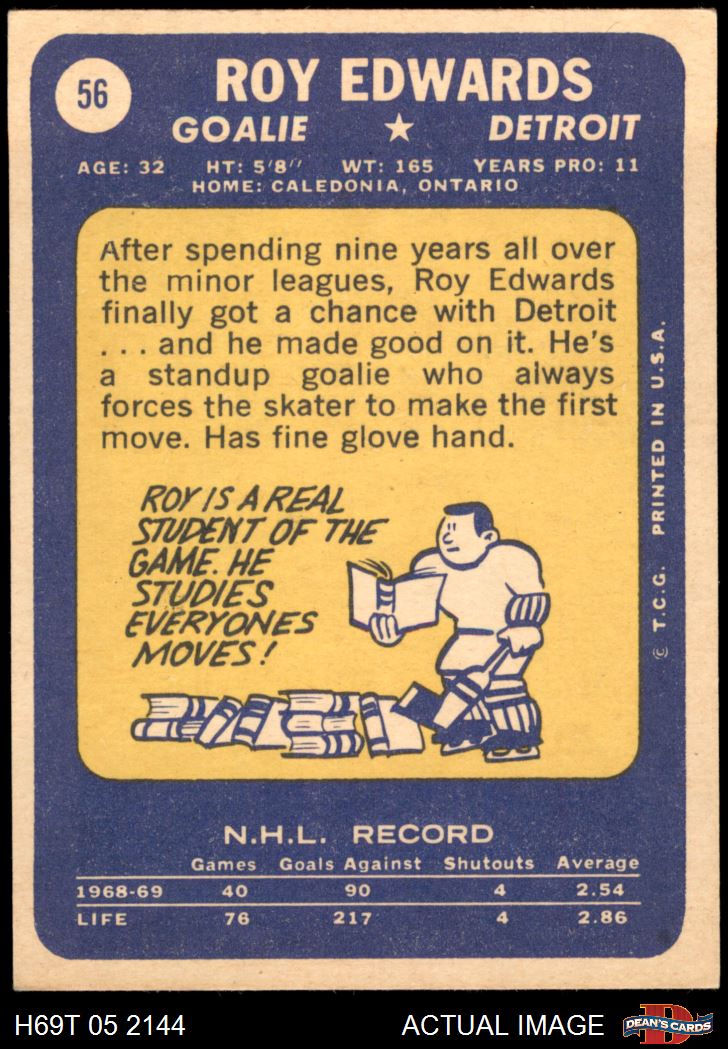 56
ROY EDWARDS
GOALIE ★ DETROIT
AGE: 32 HT: 5'8" WT: 165 YEARS PRO: 11
HOME: CALEDONIA, ONTARIO
After spending nine years all over
the minor leagues, Roy Edwards
finally got a chance with Detroit
. . . and he made good on it. He's
a standup goalie who always
forces the skater to make the first
move. Has fine glove hand.
ROY IS A REAL
STUDENT OF THE
GAME. HE
STUDIES
EVERYONES
MOVES!
© T.C.G. PRINTED IN U.S.A.
N.H.L. RECORD
Games Goals Against Shutouts Average
1968-69 40 90 4 2.54
LIFE 76 217 4 2.86
H69T 05 2144 ACTUAL IMAGE
D
DEAN'S CARDS